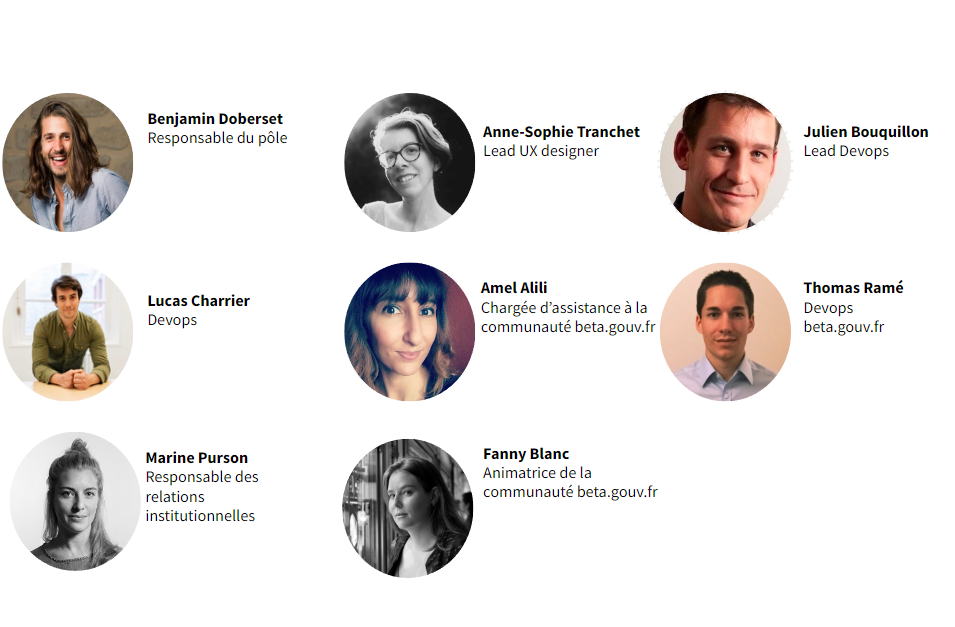 Benjamin Doberset
Responsable du pôle
Anne-Sophie Tranchet
Lead UX designer
Julien Bouquillon
Lead Devops
Lucas Charrier
Devops
Amel Alili
Chargée d’assistance à la
communauté beta.gouv.fr
Thomas Ramé
Devops
beta.gouv.fr
Marine Purson
Responsable des
relations
institutionnelles
Fanny Blanc
Animatrice de la
communauté beta.gouv.fr